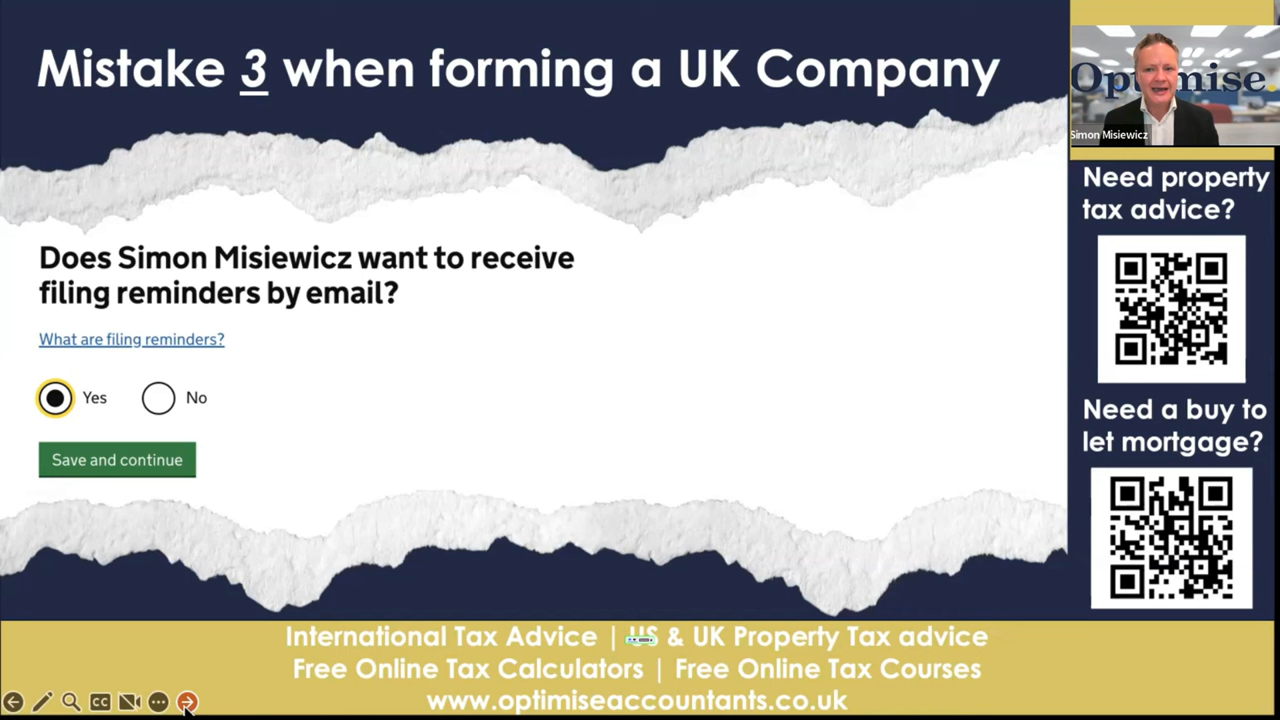 Mistake 3 when forming a UK Company
Optimise.
Simon Misiewicz
Need property
tax advice?
Does Simon Misiewicz want to receive
filing reminders by email?
What are filing reminders?
Yes
No
Save and continue
Need a buy to
let mortgage?
International Tax Advice | US & UK Property Tax advice
Free Online Tax Calculators | Free Online Tax Courses
www.optimiseaccountants.co.uk
CC